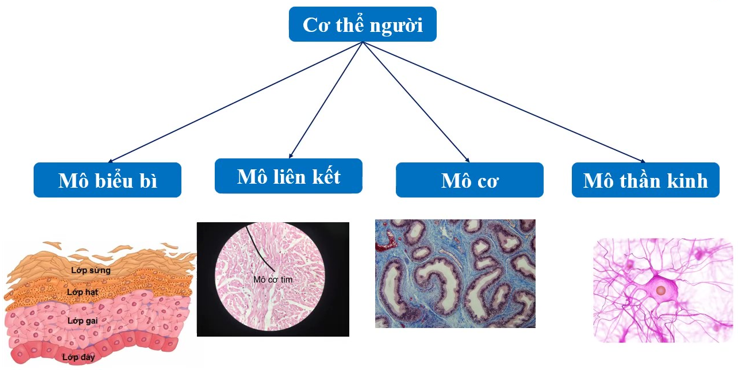 Cơ thể người
Mô biểu bì
Mô liên kết
Mô cơ
Mô thần kinh
Lớp sừng
Lớp hạt
Lớp gai
Lớp đáy
Mô cơ tim